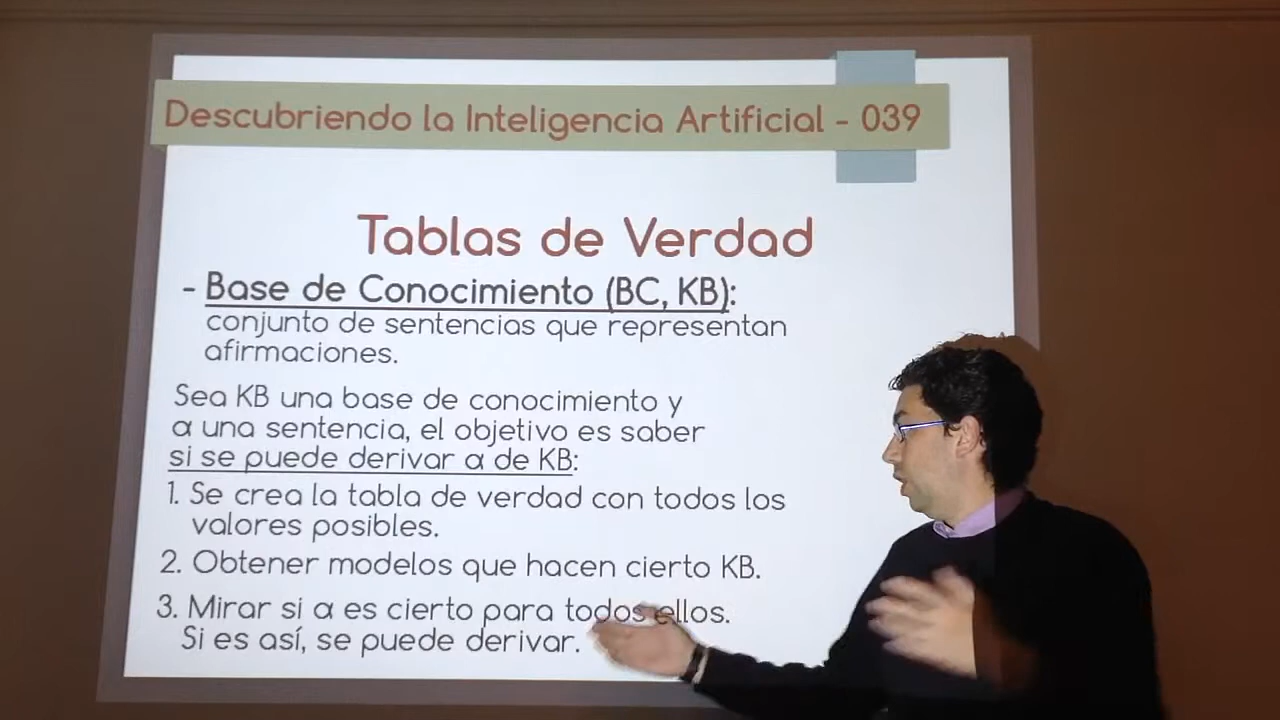 Descubriendo la Inteligencia Artificial - 039
Tablas de Verdad
- Base de Conocimiento (BC, KB):
conjunto de sentencias que representan
afirmaciones.
Sea KB una base de conocimiento y
α una sentencia, el objetivo es saber
si se puede derivar α de KB:
1. Se crea la tabla de verdad con todos los
valores posibles.
2. Obtener modelos que hacen cierto KB.
3. Mirar si α es cierto para todos ellos.
Si es así, se puede derivar.